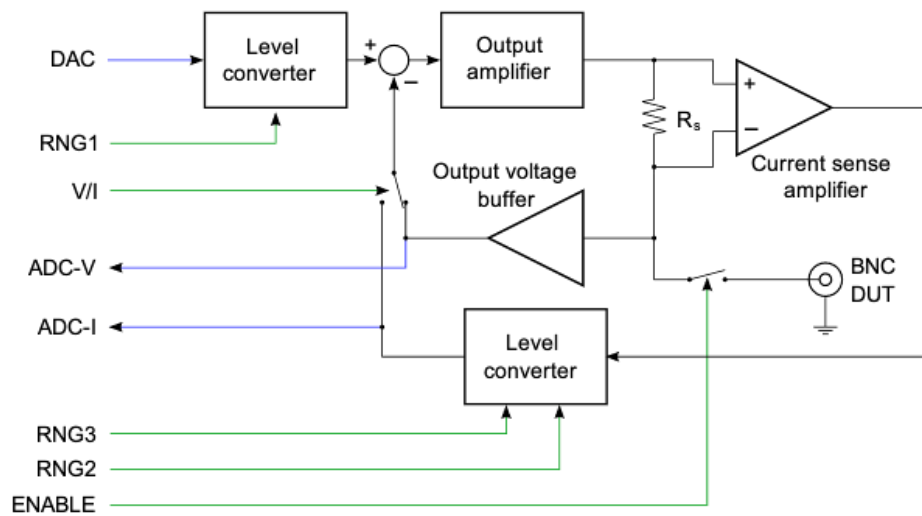 DAC
Level
converter
+
−
Output
amplifier
R_s
+
−
Current sense
amplifier
RNG1
V/I
Output voltage
buffer
ADC-V
BNC
DUT
ADC-I
Level
converter
RNG3
RNG2
ENABLE